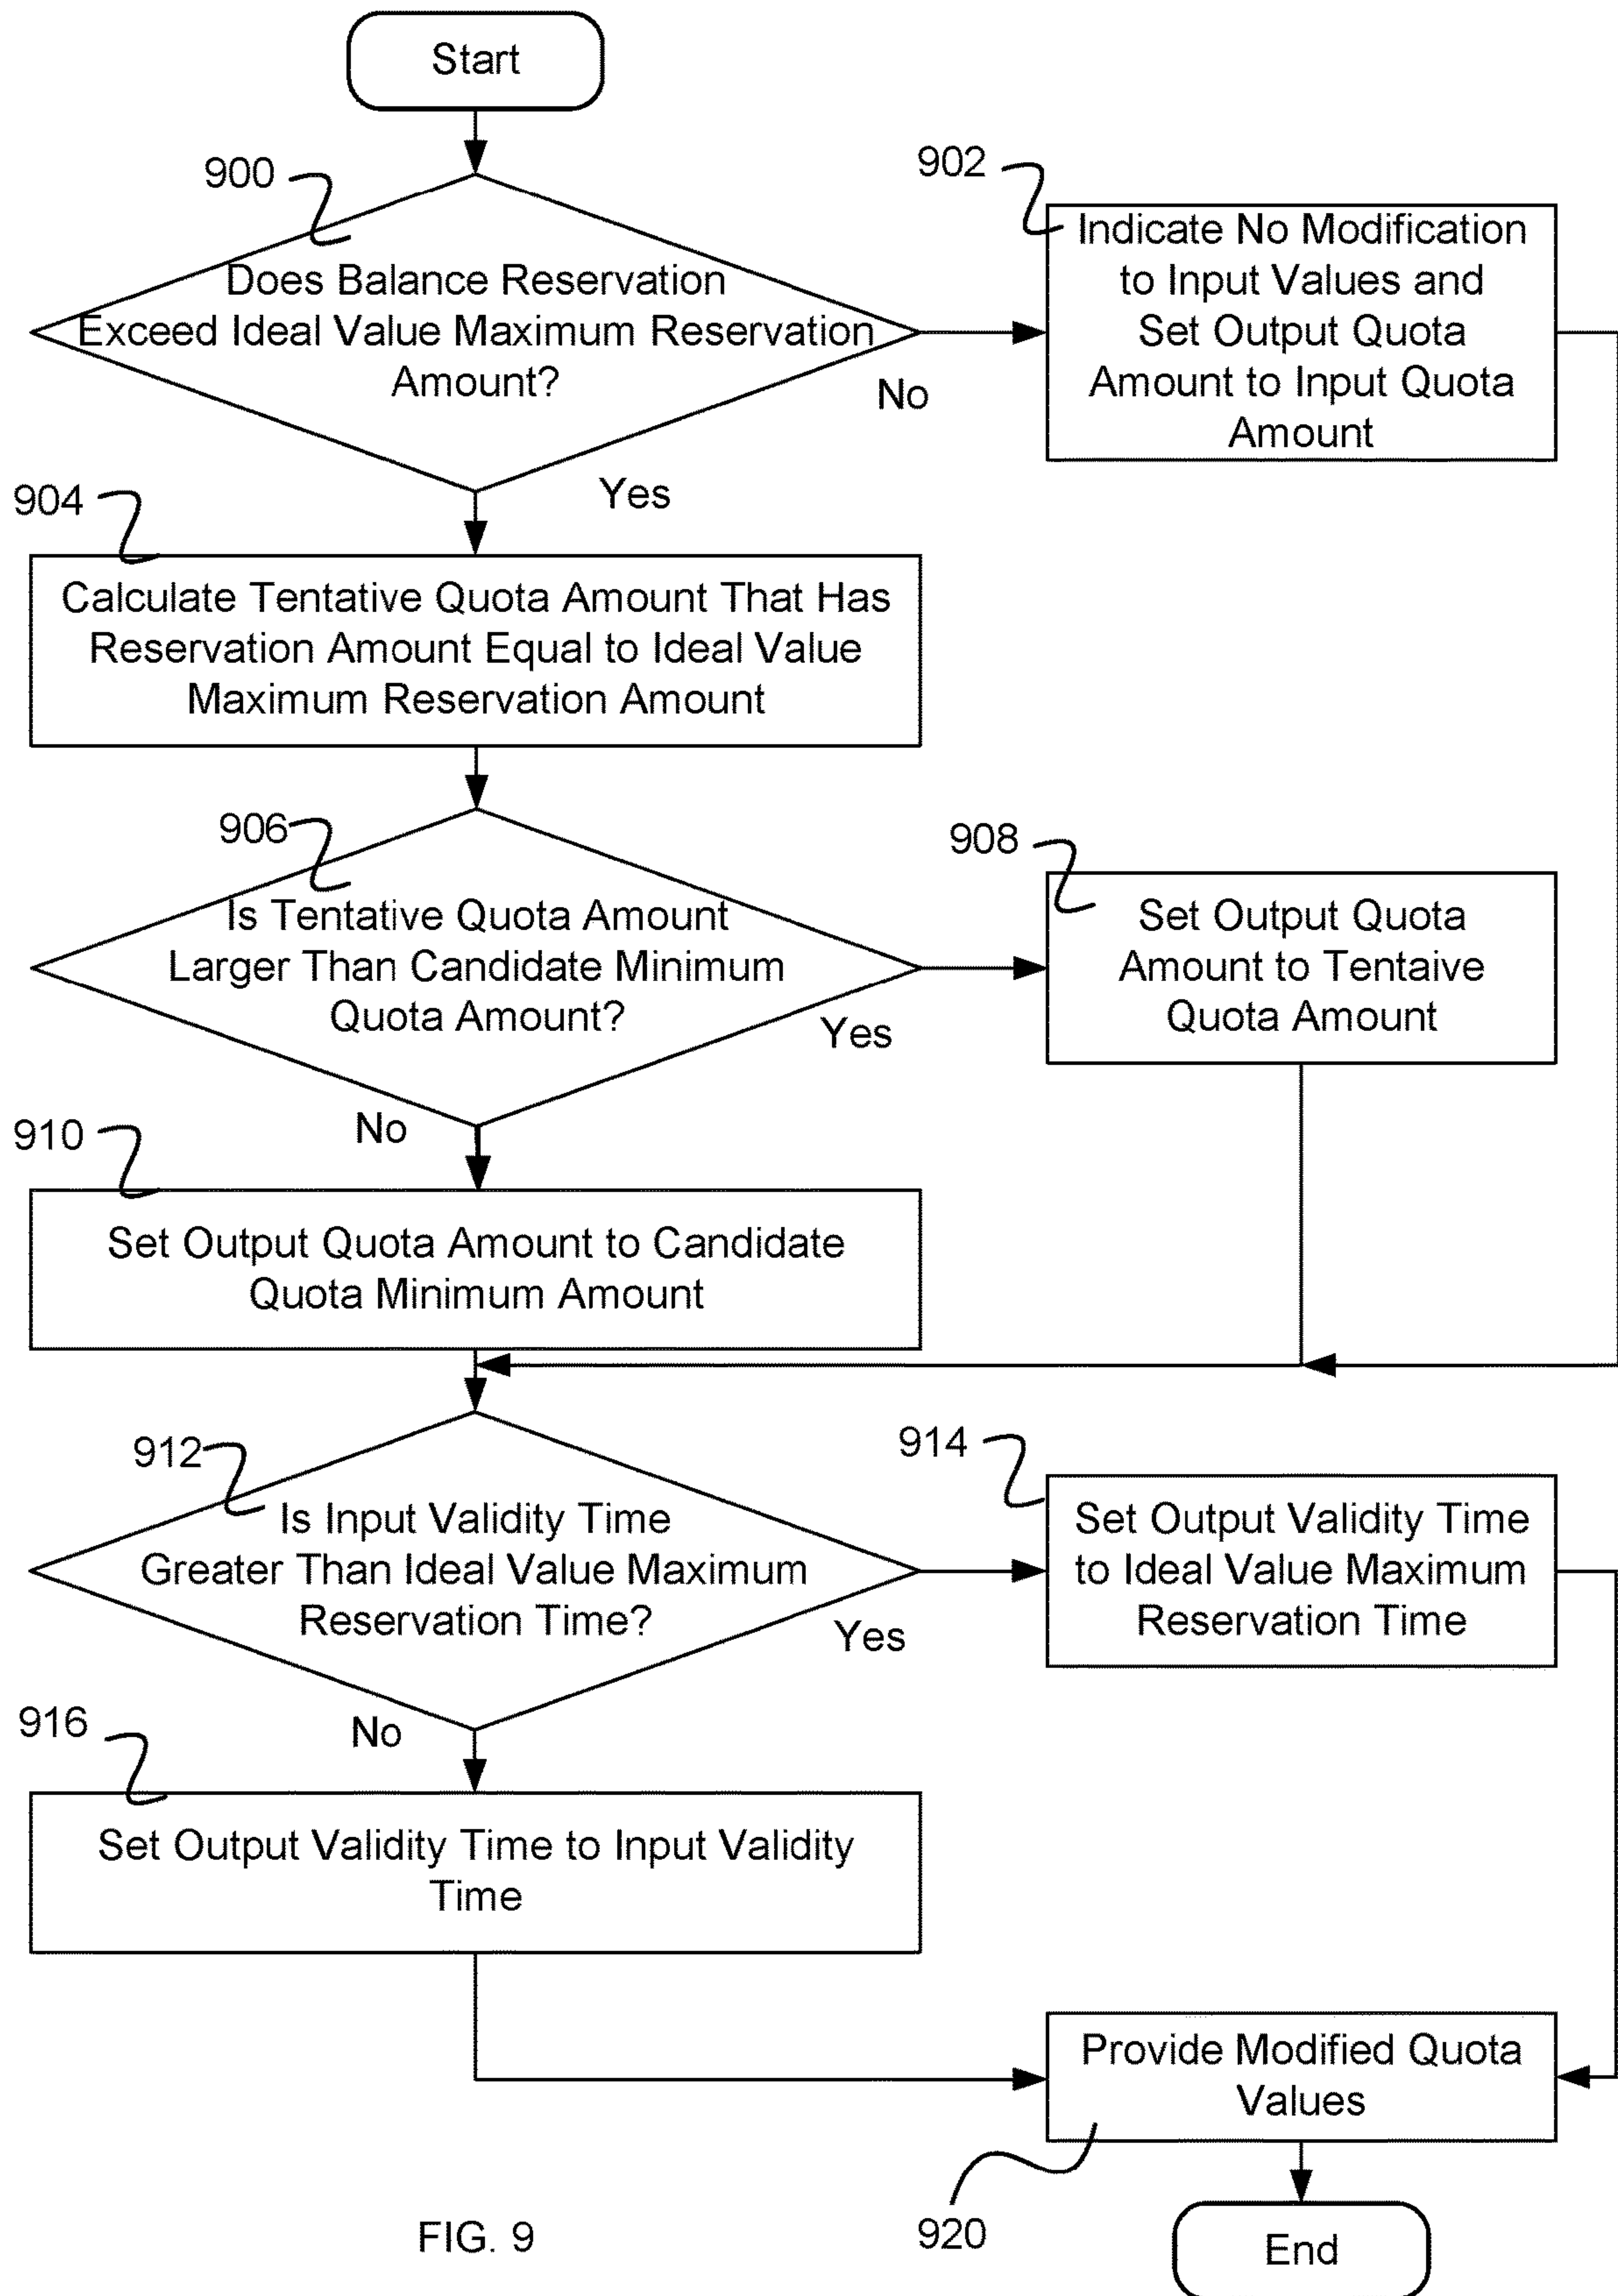 Start
900
Does Balance Reservation
Exceed Ideal Value Maximum Reservation
Amount?
No
Yes
902
Indicate No Modification
to Input Values and
Set Output Quota
Amount to Input Quota
Amount
904
Calculate Tentative Quota Amount That Has
Reservation Amount Equal to Ideal Value
Maximum Reservation Amount
906
Is Tentative Quota Amount
Larger Than Candidate Minimum
Quota Amount?
Yes
No
908
Set Output Quota
Amount to Tentaive
Quota Amount
910
Set Output Quota Amount to Candidate
Quota Minimum Amount
912
Is Input Validity Time
Greater Than Ideal Value Maximum
Reservation Time?
Yes
No
914
Set Output Validity Time
to Ideal Value Maximum
Reservation Time
916
Set Output Validity Time to Input Validity
Time
Provide Modified Quota
Values
920
End
FIG. 9